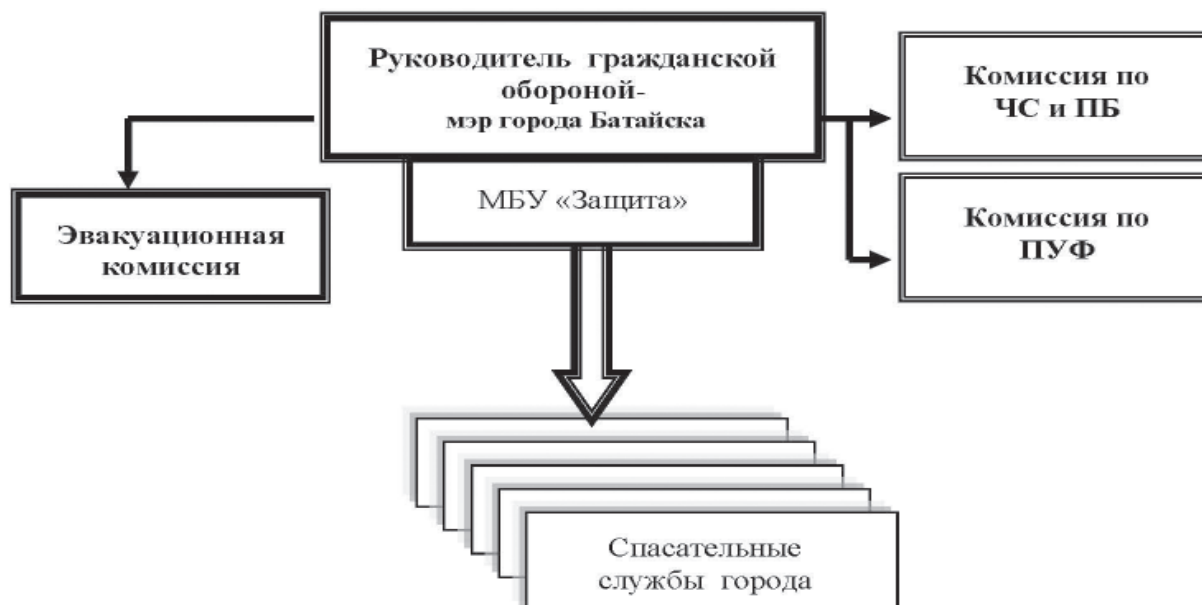 Руководитель гражданской
обороной-
мэр города Батайска
Комиссия по
ЧС и ПБ
МБУ «Защита»
Эвакуационная
комиссия
Комиссия по
ПУФ
Спасательные
службы города